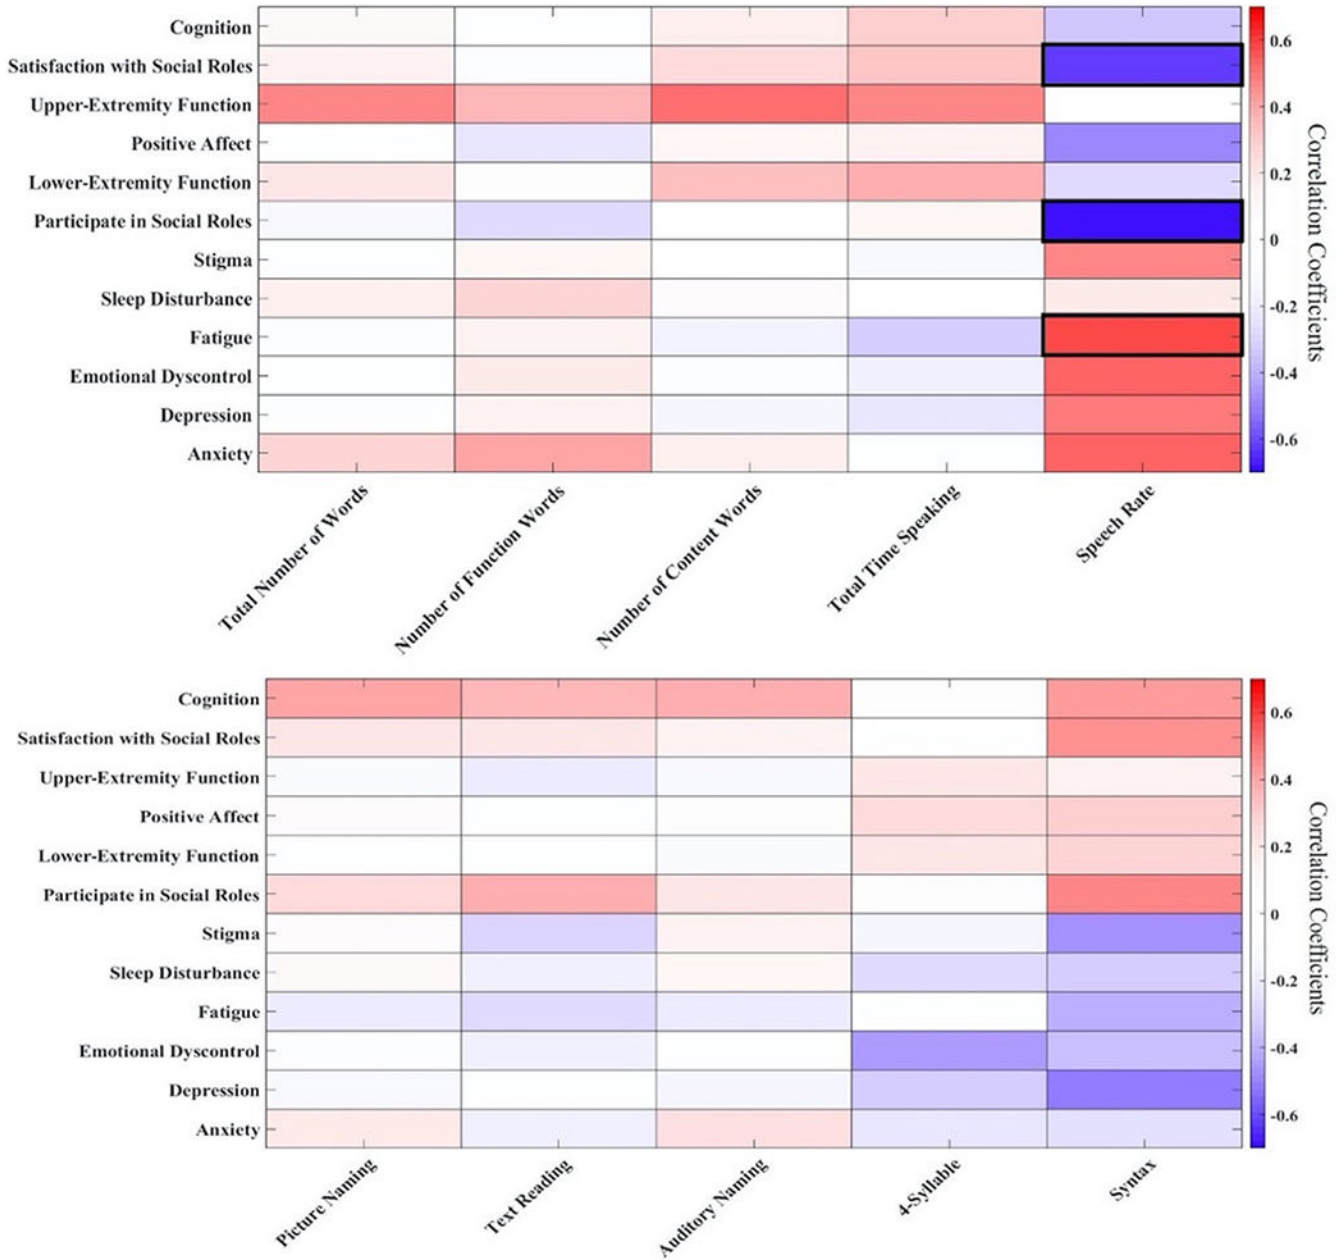 Cognition
Satisfaction with Social Roles
Upper-Extremity Function
Positive Affect
Lower-Extremity Function
Participate in Social Roles
Stigma
Sleep Disturbance
Fatigue
Emotional Dyscontrol
Depression
Anxiety
Total Number of Words
Number of Function Words
Number of Content Words
Total Time Speaking
Speech Rate
0.6
0.4
0.2
0
-0.2
-0.4
-0.6
Correlation Coefficients
Cognition
Satisfaction with Social Roles
Upper-Extremity Function
Positive Affect
Lower-Extremity Function
Participate in Social Roles
Stigma
Sleep Disturbance
Fatigue
Emotional Dyscontrol
Depression
Anxiety
Picture Naming
Text Reading
Auditory Naming
4-Syllable
Syntax
0.6
0.4
0.2
0
-0.2
-0.4
-0.6
Correlation Coefficients